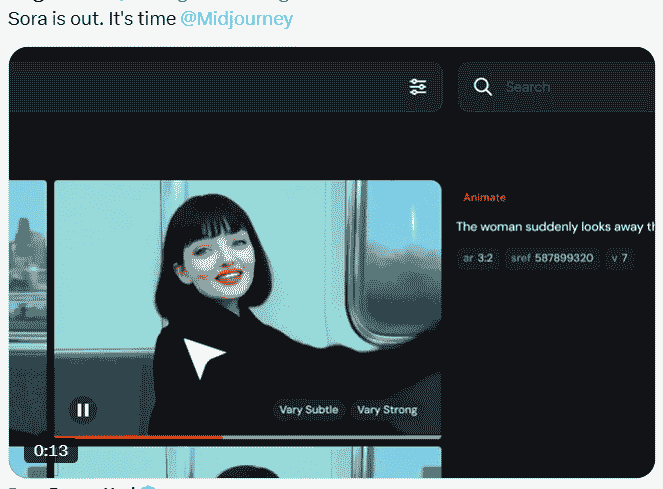 Sora is out. It's time @Midjourney
Search
Animate
The woman suddenly looks away th
ar 3:2 sref 587899320 v 7
Vary Subtle Vary Strong
0:13